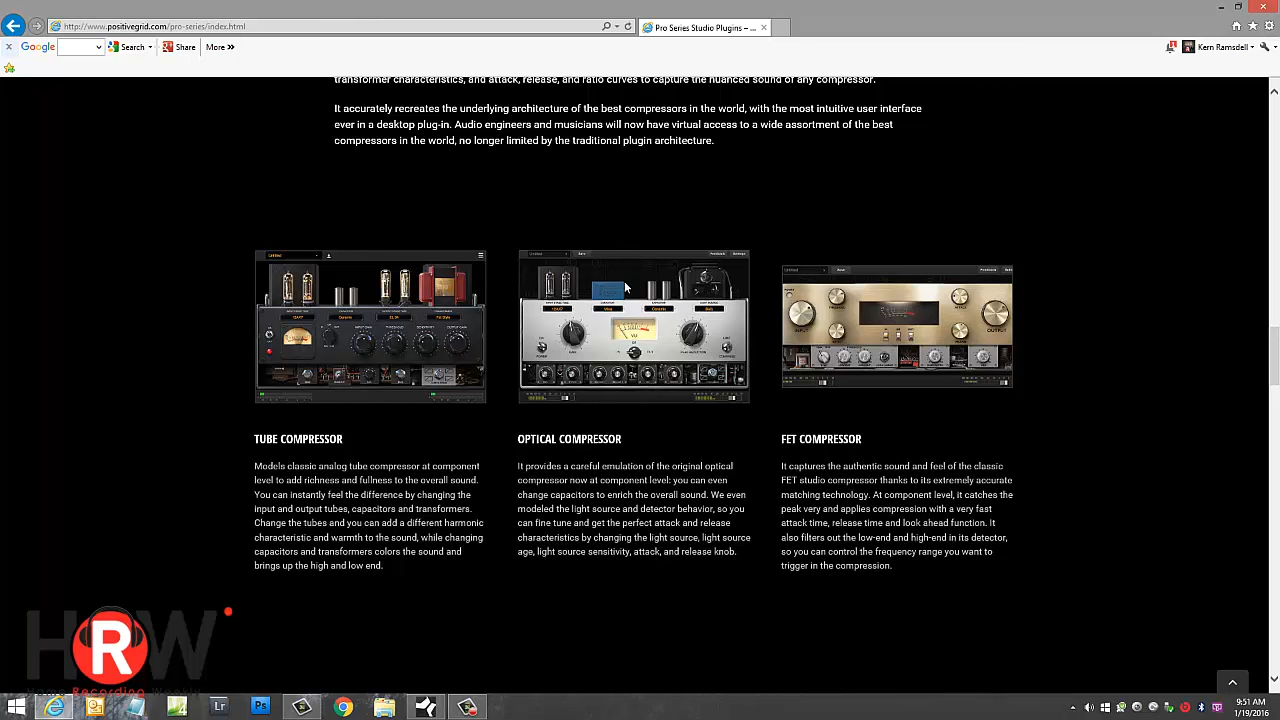 http://www.positivegrid.com/pro-series/index.html
Pro Series Studio Plugins – ...
Google
Search
Share
More »
Kern Ramsdell
transformer characteristics, and attack, release, and ratio curves to capture the nuanced sound of any compressor.
It accurately recreates the underlying architecture of the best compressors in the world, with the most intuitive user interface
ever in a desktop plug-in. Audio engineers and musicians will now have virtual access to a wide assortment of the best
compressors in the world, no longer limited by the traditional plugin architecture.
TUBE COMPRESSOR
Models classic analog tube compressor at component
level to add richness and fullness to the overall sound.
You can instantly feel the difference by changing the
input and output tubes, capacitors and transformers.
Change the tubes and you can add a different harmonic
characteristic and warmth to the sound, while changing
capacitors and transformers colors the sound and
brings up the high and low end.
OPTICAL COMPRESSOR
It provides a careful emulation of the original optical
compressor now at component level: you can even
change capacitors to enrich the overall sound. We even
modeled the light source and detector behavior, so you
can fine tune and get the perfect attack and release
characteristics by changing the light source, light source
age, light source sensitivity, attack, and release knob.
FET COMPRESSOR
It captures the authentic sound and feel of the classic
FET studio compressor thanks to its extremely accurate
matching technology. At component level, it catches the
peak very and applies compression with a very fast
attack time, release time and look ahead function. It
also filters out the low-end and high-end in its detector,
so you can control the frequency range you want to
trigger in the compression.
HRW
Home Recording Weekly
Lr
Ps
9:51 AM
1/19/2016